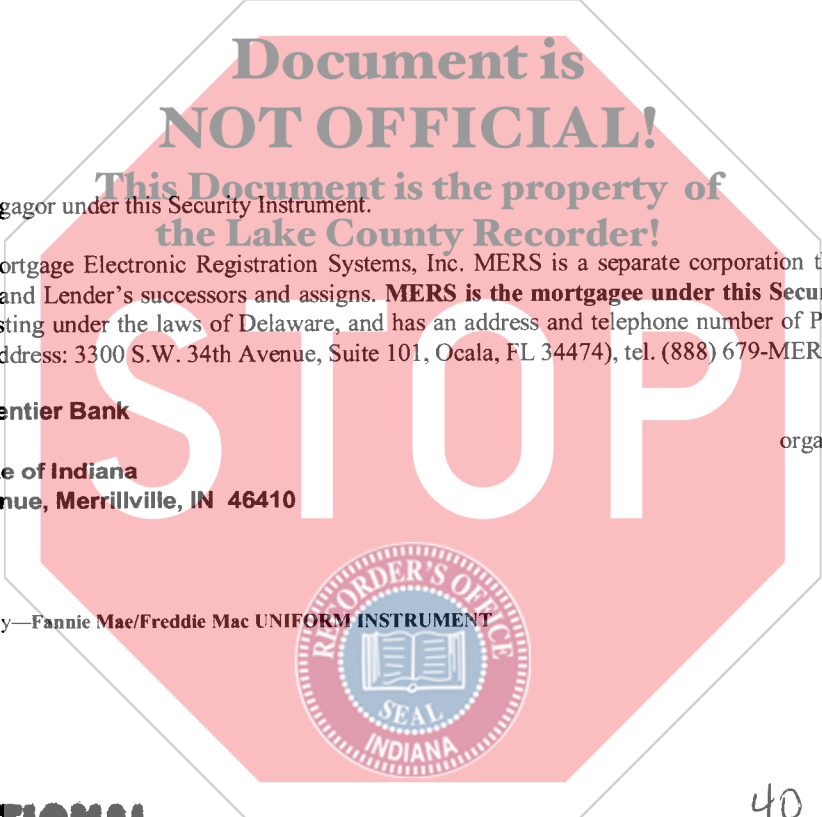 Document is
NOT OFFICIAL!
This Document is the property of
gagor under this Security Instrument.
the Lake County Recorder!
ortgage Electronic Registration Systems, Inc. MERS is a separate corporation t
and Lender's successors and assigns. MERS is the mortgagee under this Secu
sting under the laws of Delaware, and has an address and telephone number of P
ddress: 3300 S.W. 34th Avenue, Suite 101, Ocala, FL 34474), tel. (888) 679-MER
STOP
entier Bank
orga
e of Indiana
nue, Merrillville, IN 46410
RECORDER'S OFFICE
y—Fannie Mae/Freddie Mac UNIFORM INSTRUMENT
SEAL
INDIANA
40